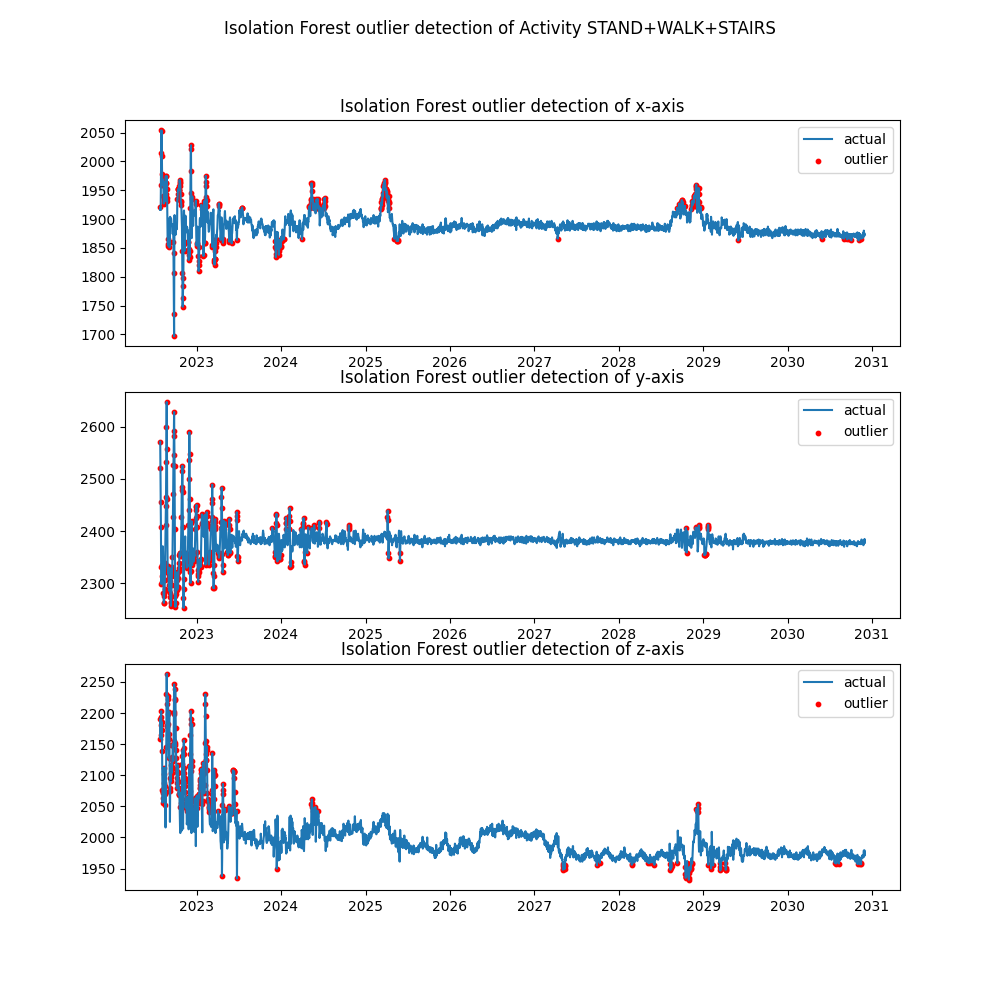 Isolation Forest outlier detection of Activity STAND+WALK+STAIRS
Isolation Forest outlier detection of x-axis
2050
2000
1950
1900
1850
1800
1750
1700
actual
outlier
2023 2024 2025 2026 2027 2028 2029 2030 2031
Isolation Forest outlier detection of y-axis
2600
2500
2400
2300
actual
outlier
2023 2024 2025 2026 2027 2028 2029 2030 2031
Isolation Forest outlier detection of z-axis
2250
2200
2150
2100
2050
2000
1950
actual
outlier
2023 2024 2025 2026 2027 2028 2029 2030 2031